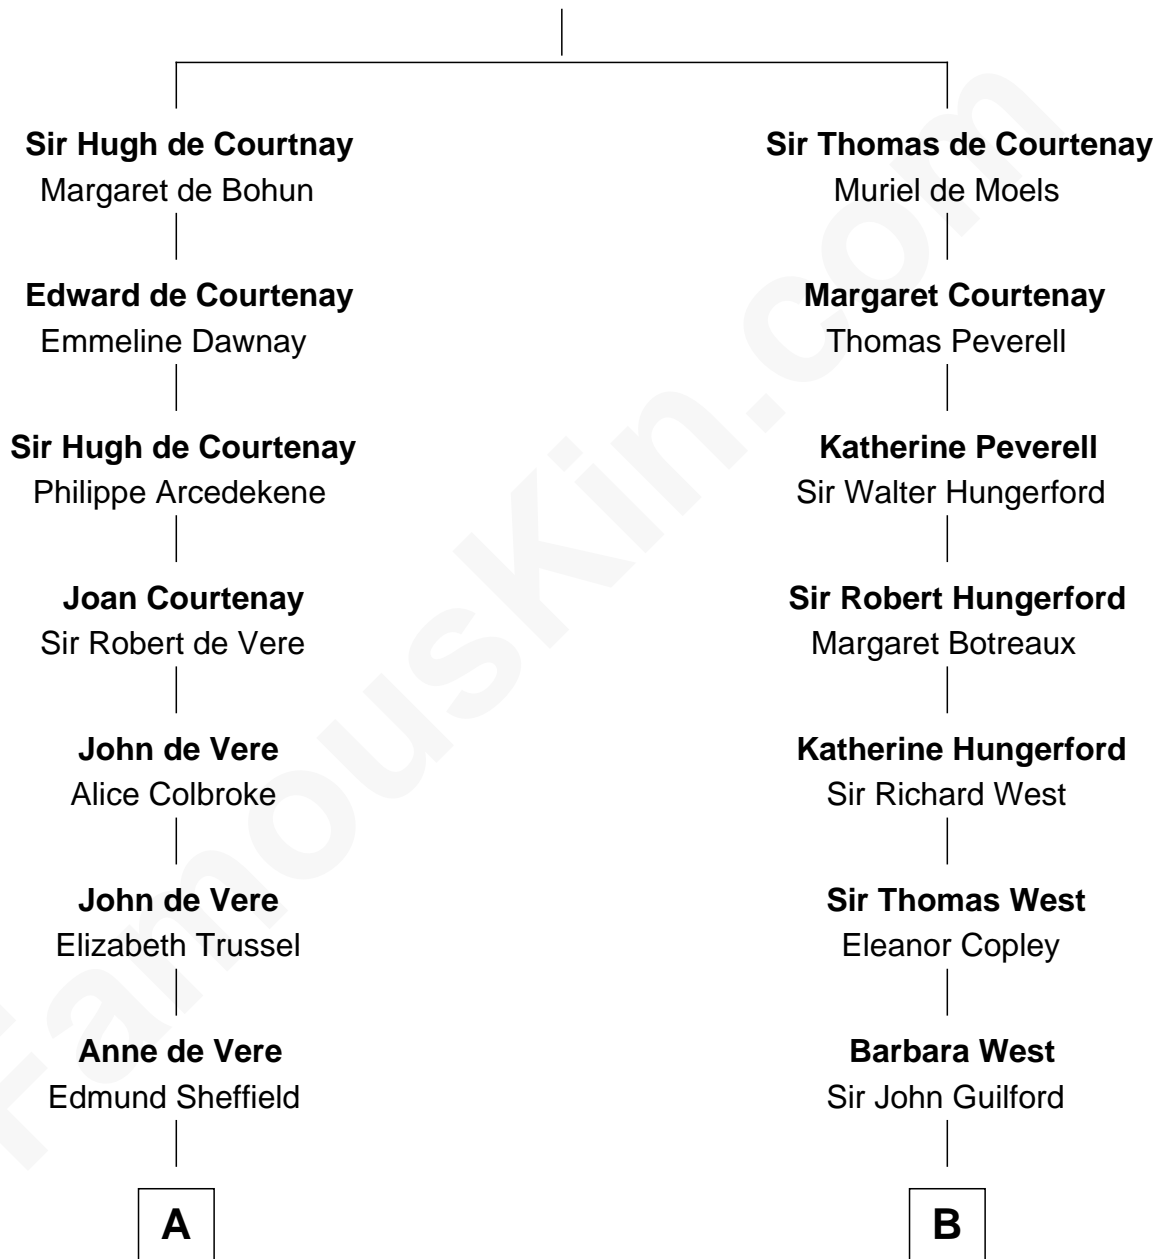 Sir Hugh de Courtnay
Margaret de Bohun
Edward de Courtenay
Emmeline Dawnay
Sir Hugh de Courtenay
Philippe Arcedekene
Joan Courtenay
Sir Robert de Vere
John de Vere
Alice Colbroke
John de Vere
Elizabeth Trussel
Anne de Vere
Edmund Sheffield
A
Sir Thomas de Courtenay
Muriel de Moels
Margaret Courtenay
Thomas Peverell
Katherine Peverell
Sir Walter Hungerford
Sir Robert Hungerford
Margaret Botreaux
Katherine Hungerford
Sir Richard West
Sir Thomas West
Eleanor Copley
Barbara West
Sir John Guilford
B
FamousKin.com